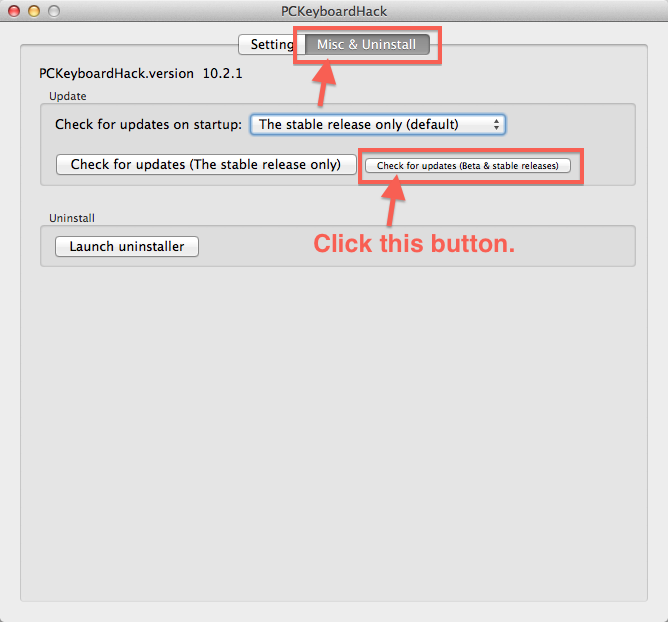 PCKeyboardHack
Setting
Misc & Uninstall
PCKeyboardHack.version 10.2.1
Update
Check for updates on startup: The stable release only (default)
Check for updates (The stable release only) Check for updates (Beta & stable releases)
Uninstall
Launch uninstaller
Click this button.